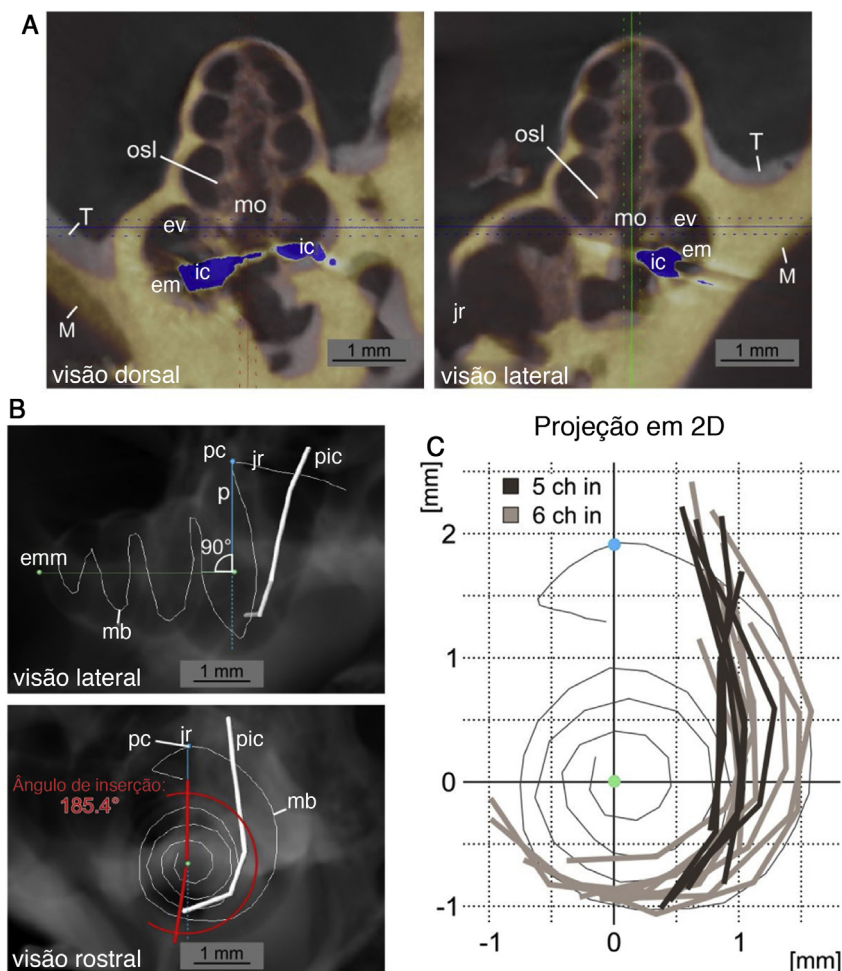 A
osl
T
ev
mo
ic
ic
em
M
1 mm
visão dorsal
osl
T
mo
ev
em
ic
M
jr
1 mm
visão lateral
B
pc
jr
pic
p
90°
emm
mb
1 mm
visão lateral
pc
jr
pic
Ângulo de inserção:
185.4°
mb
1 mm
visão rostral
C
Projeção em 2D
[mm]
5 ch in
6 ch in
2
1
0
-1
-1
0
1
[mm]